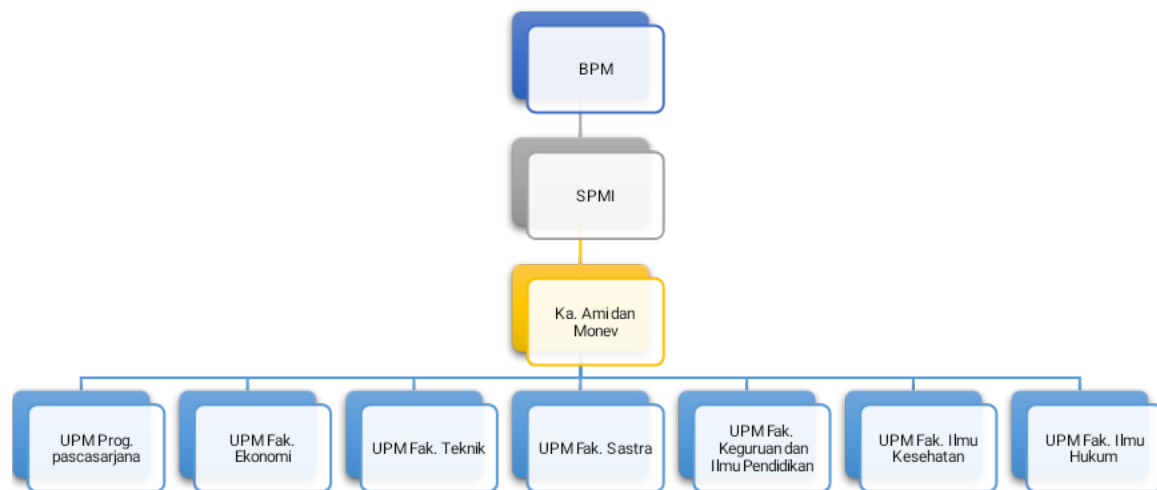 BPM
SPMI
Ka. Ami dan
Monev
UPM Prog.
pascasarjana
UPM Fak.
Ekonomi
UPM Fak. Teknik
UPM Fak. Sastra
UPM Fak.
Keguruan dan
Ilmu Pendidikan
UPM Fak. Ilmu
Kesehatan
UPM Fak. Ilmu
Hukum